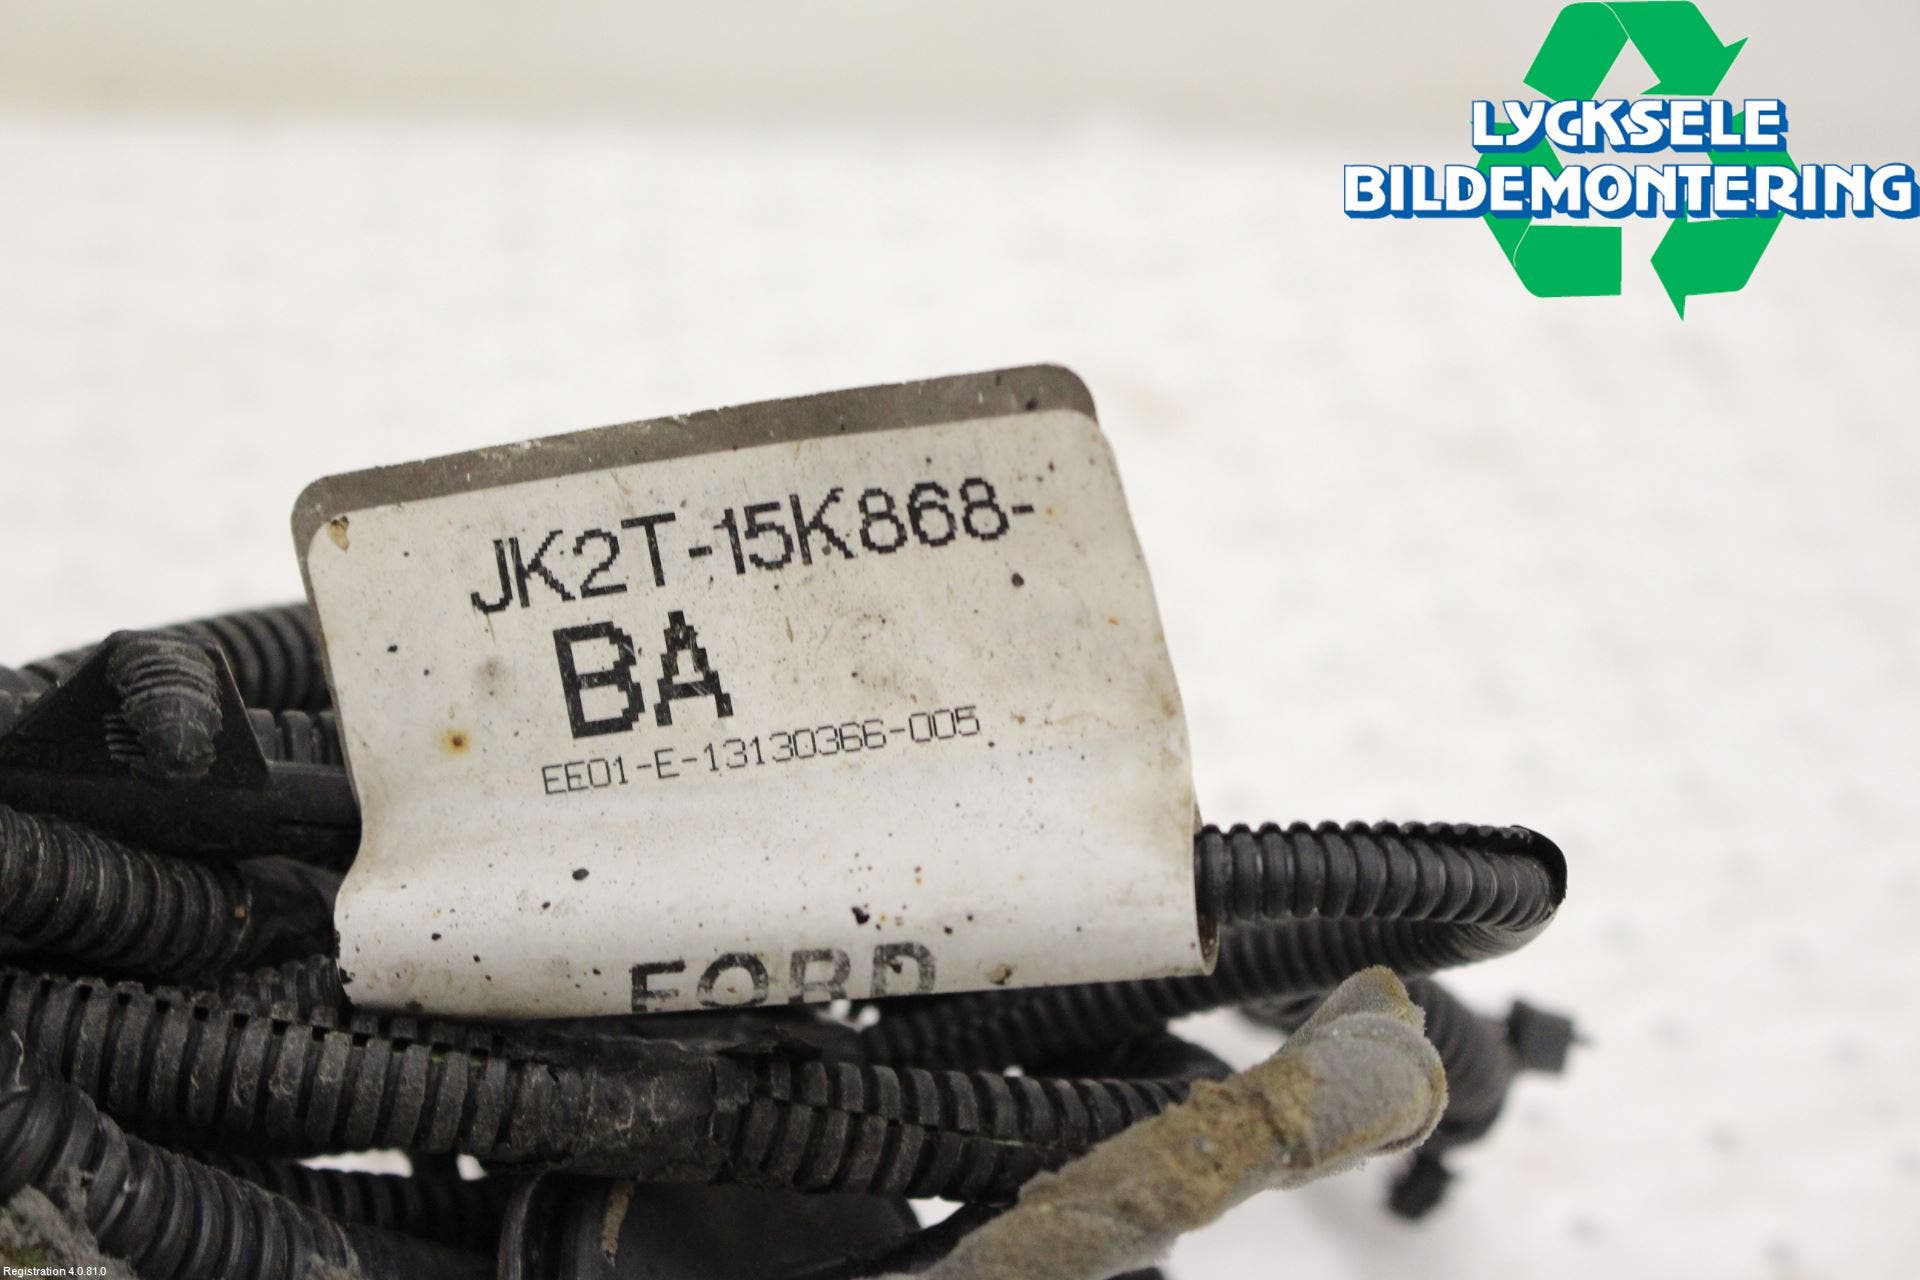 LYCKSELE
BILDEMONTERING
JK2T-15K868-
BA
EE01-E-13130366-005
FORD
Registration 4.0.81.0